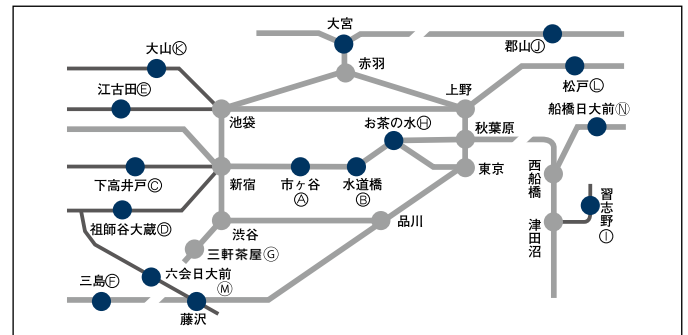 大宮
大山Ⓚ
郡山Ⓙ
赤羽
江古田Ⓔ
上野
松戸Ⓛ
池袋
お茶の水Ⓗ
船橋日大前Ⓝ
秋葉原
下高井戸Ⓒ
新宿
市ヶ谷
Ⓐ
水道橋
Ⓑ
東京
西船橋
習志野Ⓘ
祖師谷大蔵Ⓓ
渋谷
品川
津田沼
三軒茶屋Ⓖ
三島Ⓕ
六会日大前
Ⓜ
藤沢